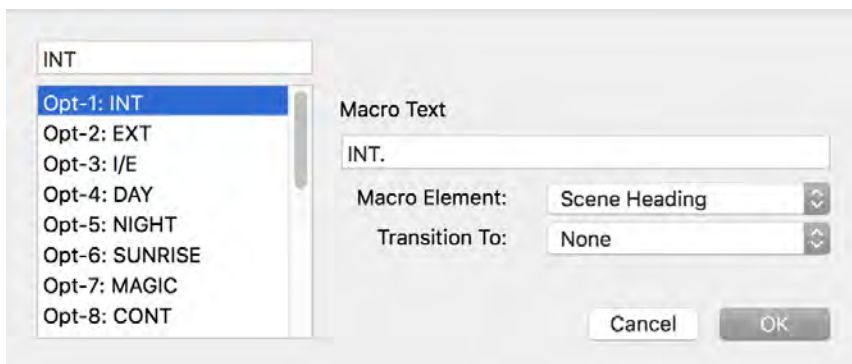 INT
Opt-1: INT
Opt-2: EXT
Opt-3: I/E
Opt-4: DAY
Opt-5: NIGHT
Opt-6: SUNRISE
Opt-7: MAGIC
Opt-8: CONT
Macro Text
INT.
Macro Element: Scene Heading
Transition To: None
Cancel OK